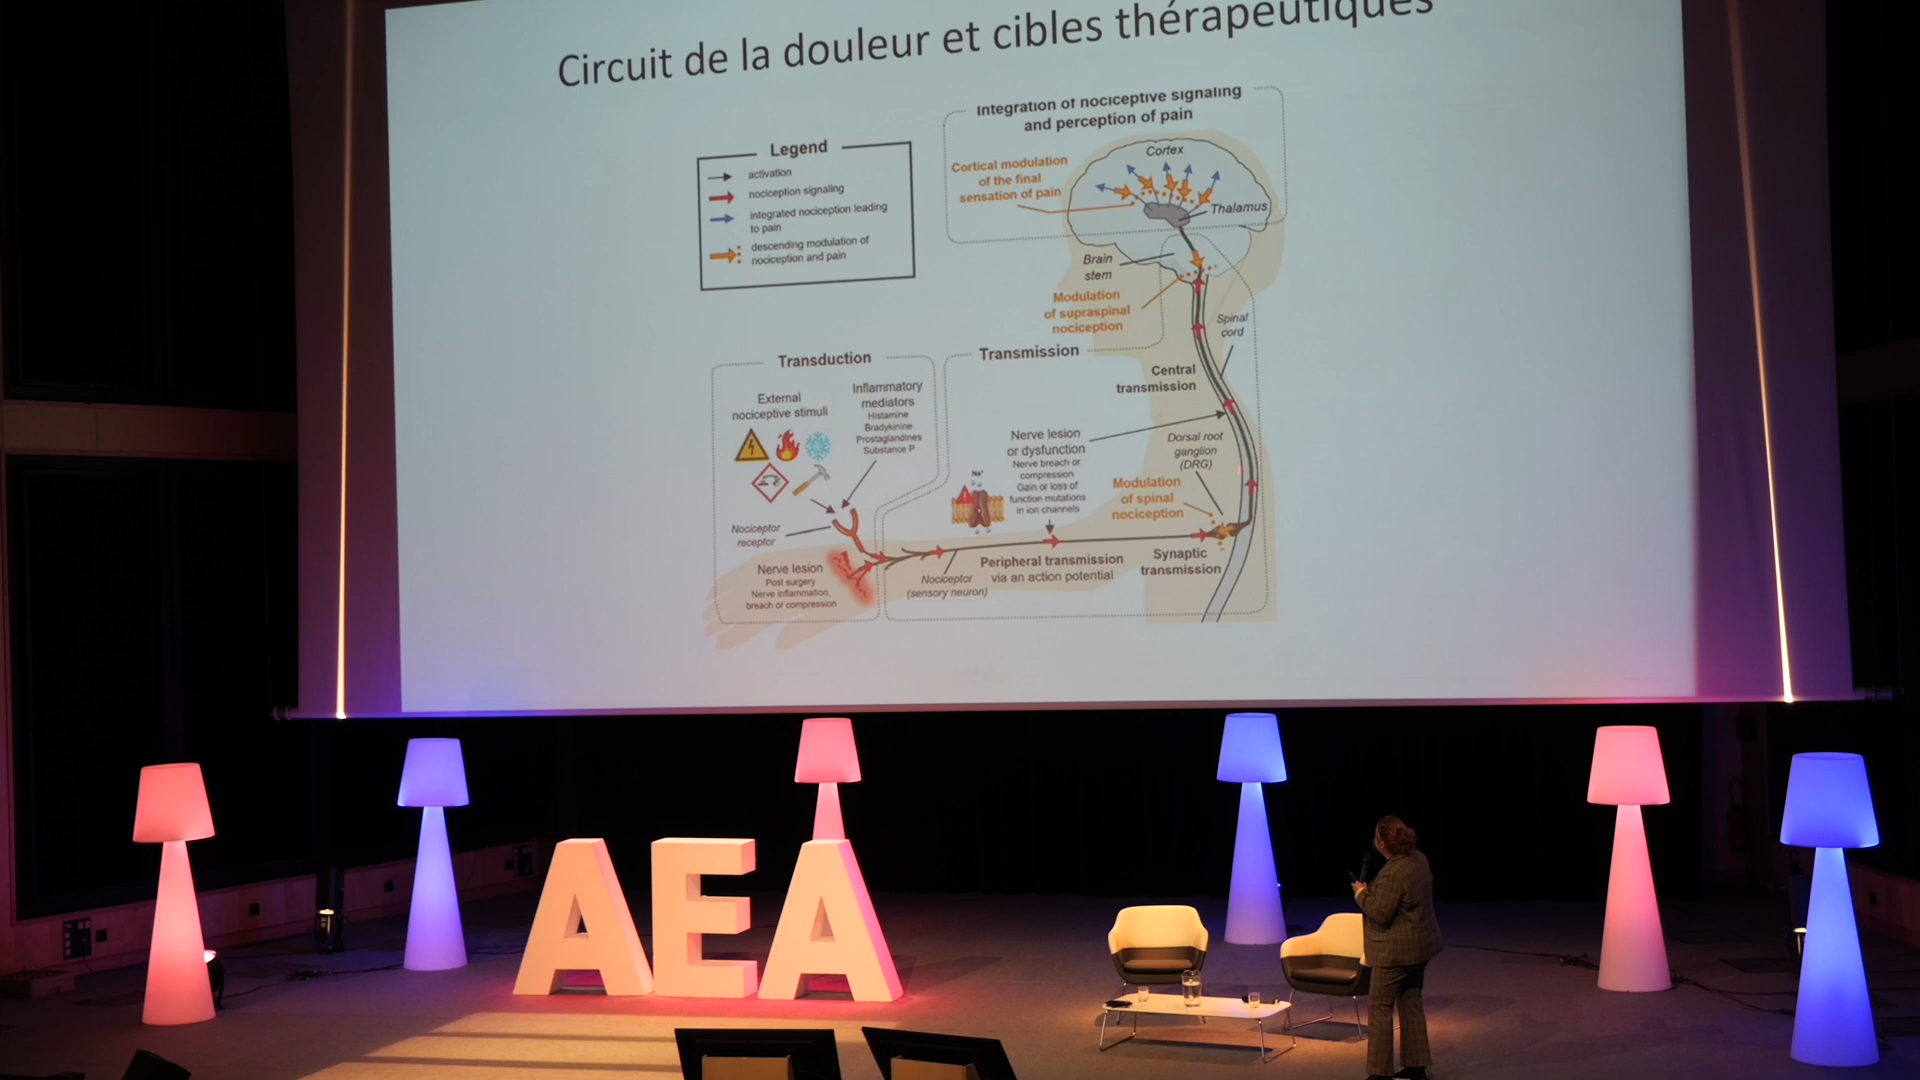 Circuit de la douleur et cibles thérapeutiques
Integration of nociceptive signaling
and perception of pain
Legend
activation
nociception signaling
integrated nociception leading
to pain
descending modulation of
nociception and pain
Cortical modulation
of the final
sensation of pain
Cortex
Thalamus
Brain
stem
Modulation
of supraspinal
nociception
Spinal
cord
Transduction
External
nociceptive stimuli
Inflammatory
mediators
Histamine
Bradykinine
Prostaglandines
Substance P
Nociceptor
receptor
Nerve lesion
Post surgery
Nerve inflammation,
breach or compression
Transmission
Central
transmission
Nerve lesion
or dysfunction
Nerve breach or
compression
Gain or loss of
function mutations
in ion channels
Na⁺
Dorsal root
ganglion
(DRG)
Modulation
of spinal
nociception
Nociceptor
(sensory neuron)
Peripheral transmission
via an action potential
Synaptic
transmission
AEA